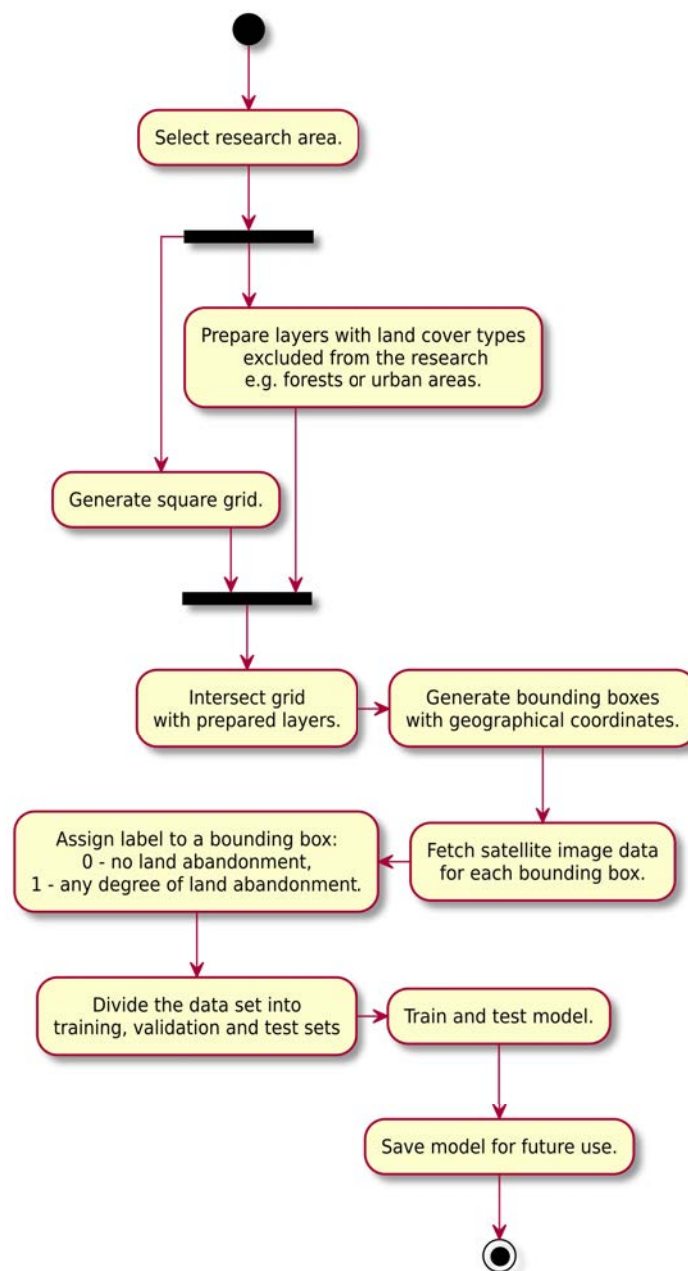 Select research area.
Prepare layers with land cover types
excluded from the research
e.g. forests or urban areas.
Generate square grid.
Intersect grid
with prepared layers.
Generate bounding boxes
with geographical coordinates.
Fetch satellite image data
for each bounding box.
Assign label to a bounding box:
0 - no land abandonment,
1 - any degree of land abandonment.
Divide the data set into
training, validation and test sets
Train and test model.
Save model for future use.